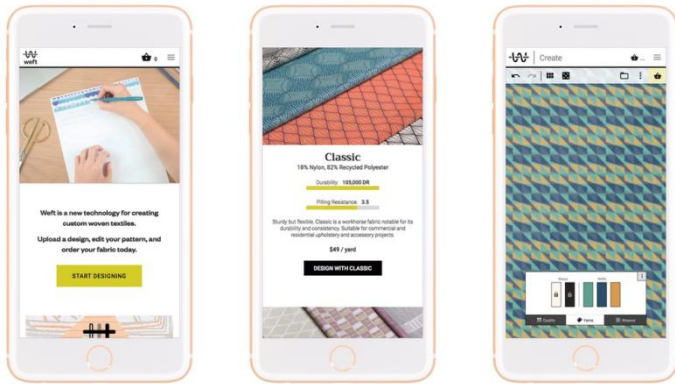 weft
0
Weft is a new technology for creating
custom woven textiles.
Upload a design, edit your pattern, and
order your fabric today.
START DESIGNING
Classic
18% Nylon, 82% Recycled Polyester
Durability: 105,000 DR
Pilling Resistance: 3.5
Sturdy but flexible, Classic is a workhorse fabric notable for its
durability and consistency. Suitable for commercial and
residential upholstery and accessory projects.
$49 / yard
DESIGN WITH CLASSIC
Create
Yarns